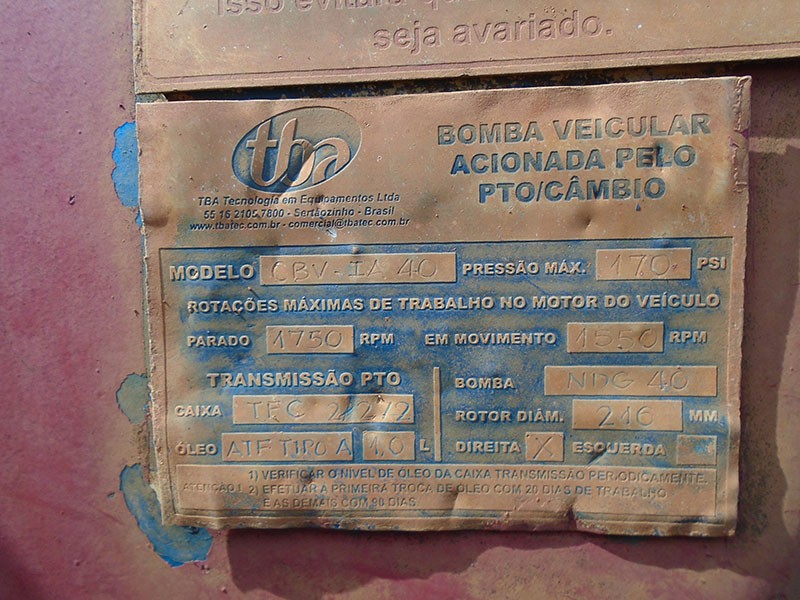 Isso evitará qu
seja avariado.
tba
TBA Tecnologia em Equipamentos Ltda
55 16 2105 7800 - Sertãozinho - Brasil
www.tbatec.com.br - comercial@tbatec.com.br
BOMBA VEICULAR
ACIONADA PELO
PTO/CÂMBIO
MODELO CBV-IA 40 PRESSÃO MÁX. 170 PSI
ROTAÇÕES MÁXIMAS DE TRABALHO NO MOTOR DO VEÍCULO
PARADO 1750 RPM EM MOVIMENTO 1550 RPM
TRANSMISSÃO PTO
CAIXA TFC 2/2/2
ÓLEO ATF TIPO A 1,0 L
BOMBA NDG 40
ROTOR DIÂM. 216 MM
DIREITA X ESQUERDA
ATENÇÃO! 1) VERIFICAR O NÍVEL DE ÓLEO DA CAIXA TRANSMISSÃO PERIODICAMENTE.
2) EFETUAR A PRIMEIRA TROCA DE ÓLEO COM 20 DIAS DE TRABALHO
E AS DEMAIS COM 90 DIAS.